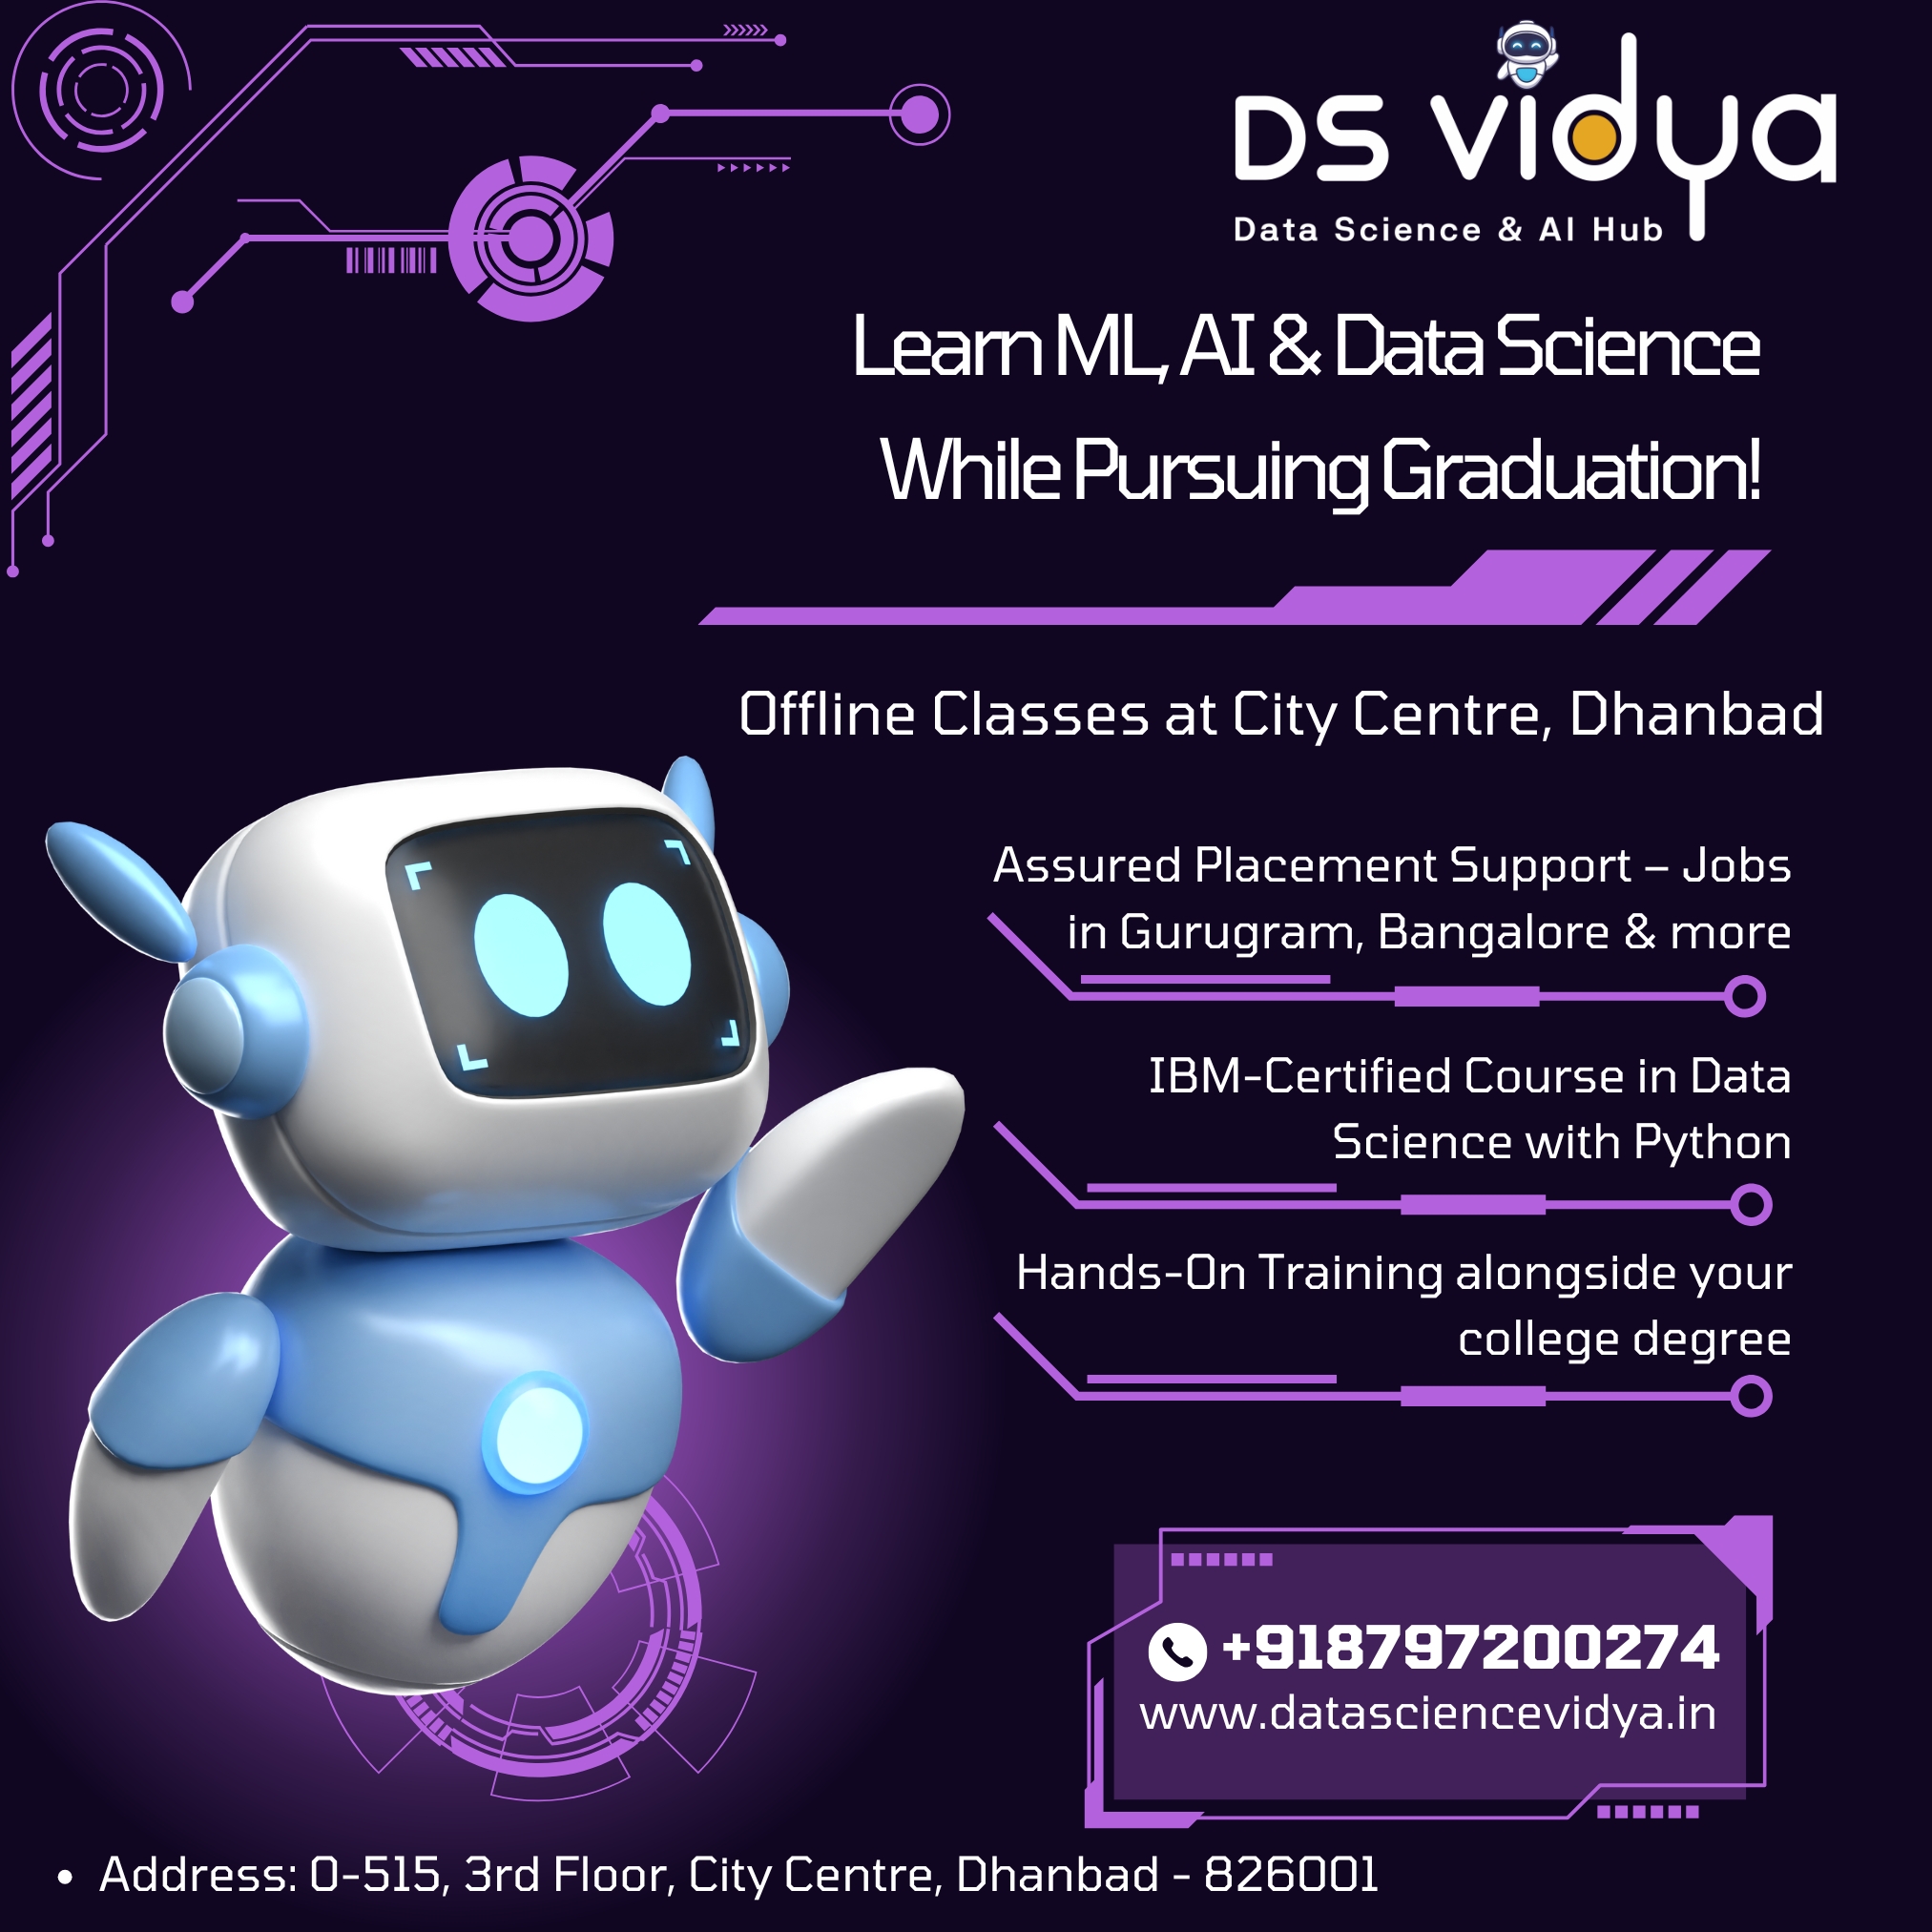 DS Vidya
Data Science & AI Hub
Learn ML, AI & Data Science
While Pursuing Graduation!
Offline Classes at City Centre, Dhanbad
Assured Placement Support – Jobs
in Gurugram, Bangalore & more
IBM-Certified Course in Data
Science with Python
Hands-On Training alongside your
college degree
+918797200274
www.datasciencevidya.in
• Address: O-515, 3rd Floor, City Centre, Dhanbad - 826001